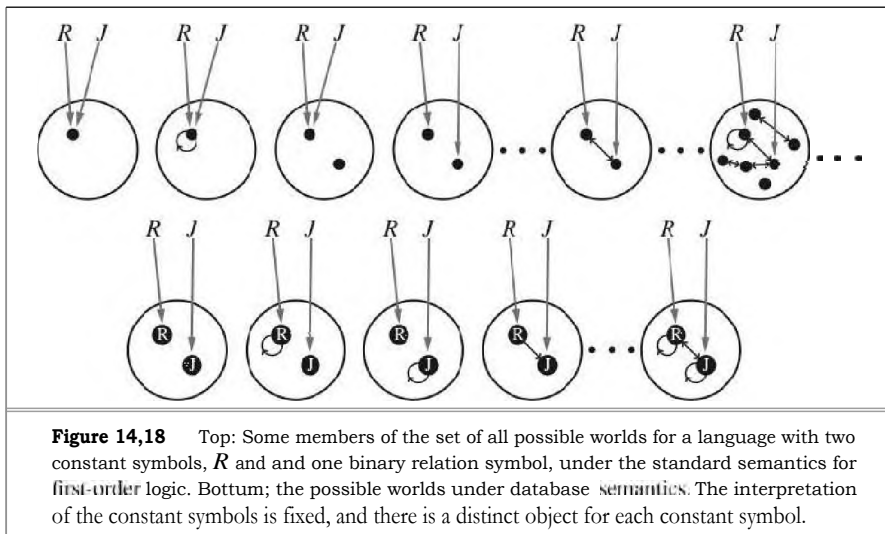 R J R J R J R J R J R J
R J R J R J R J R J
R R R R R
J J J J J
Figure 14,18 Top: Some members of the set of all possible worlds for a language with two
constant symbols, R and and one binary relation symbol, under the standard semantics for
first-order logic. Bottum; the possible worlds under database semantics. The interpretation
of the constant symbols is fixed, and there is a distinct object for each constant symbol.